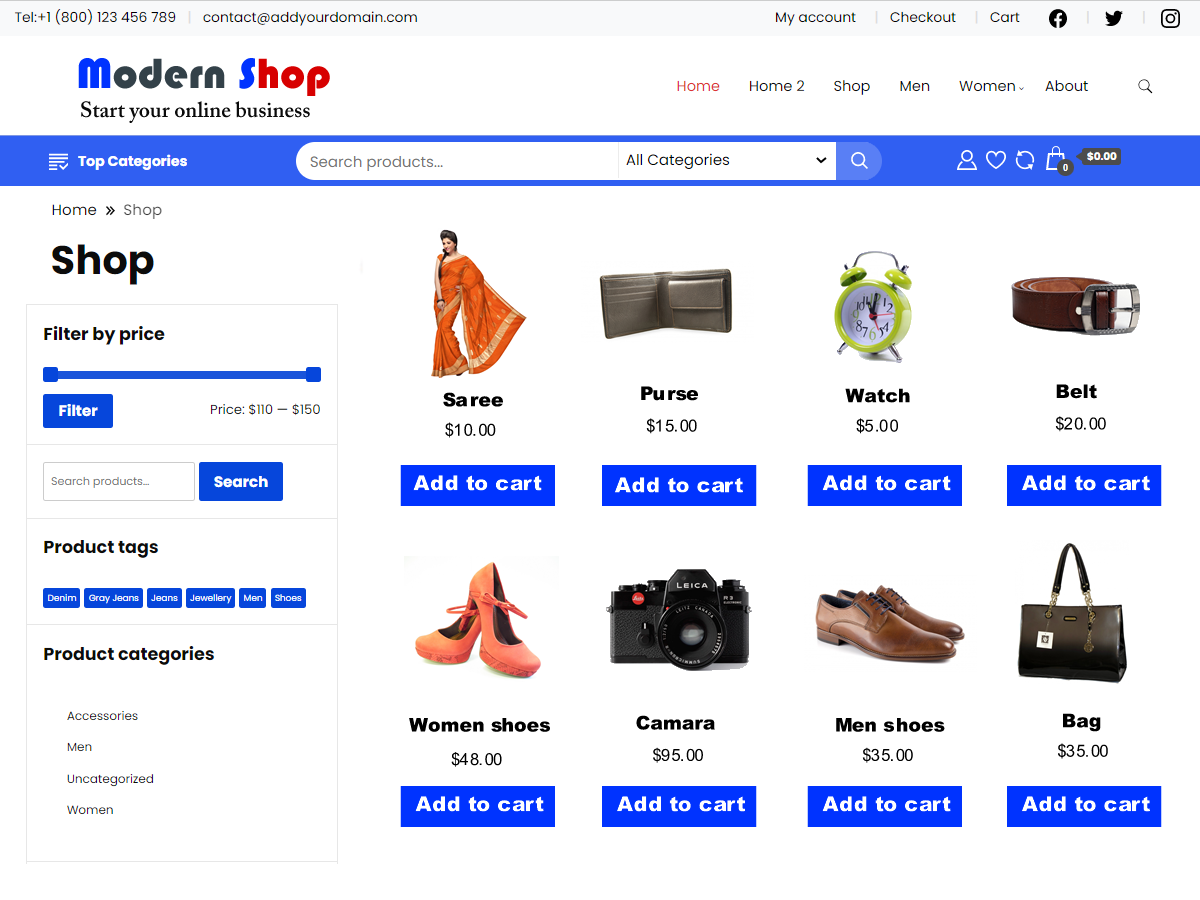 Tel:+1 (800) 123 456 789
contact@addyourdomain.com
My account
Checkout
Cart
Modern Shop
Start your online business
Home
Home 2
Shop
Men
Women
About
Top Categories
Search products...
All Categories
0
$0.00
Home » Shop
Shop
Filter by price
Filter
Price: $110 — $150
Search products...
Search
Product tags
Denim
Gray Jeans
Jeans
Jewellery
Men
Shoes
Product categories
Accessories
Men
Uncategorized
Women
Saree
$10.00
Add to cart
Purse
$15.00
Add to cart
Watch
$5.00
Add to cart
Belt
$20.00
Add to cart
Women shoes
$48.00
Add to cart
LEICA
Camara
$95.00
Add to cart
Men shoes
$35.00
Add to cart
Bag
$35.00
Add to cart